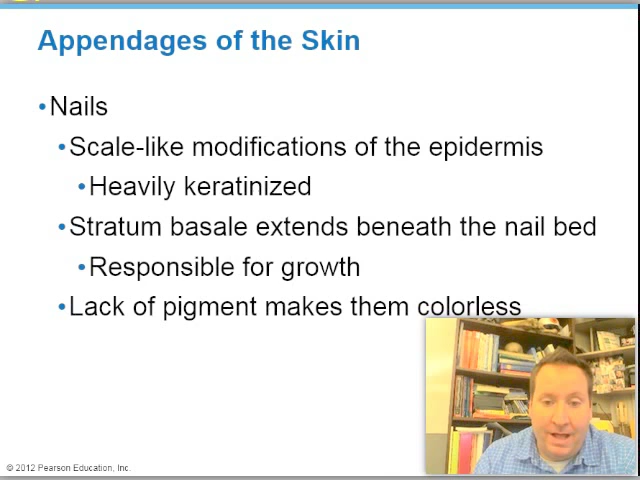 Appendages of the Skin
•Nails
•Scale-like modifications of the epidermis
•Heavily keratinized
•Stratum basale extends beneath the nail bed
•Responsible for growth
•Lack of pigment makes them colorless
© 2012 Pearson Education, Inc.